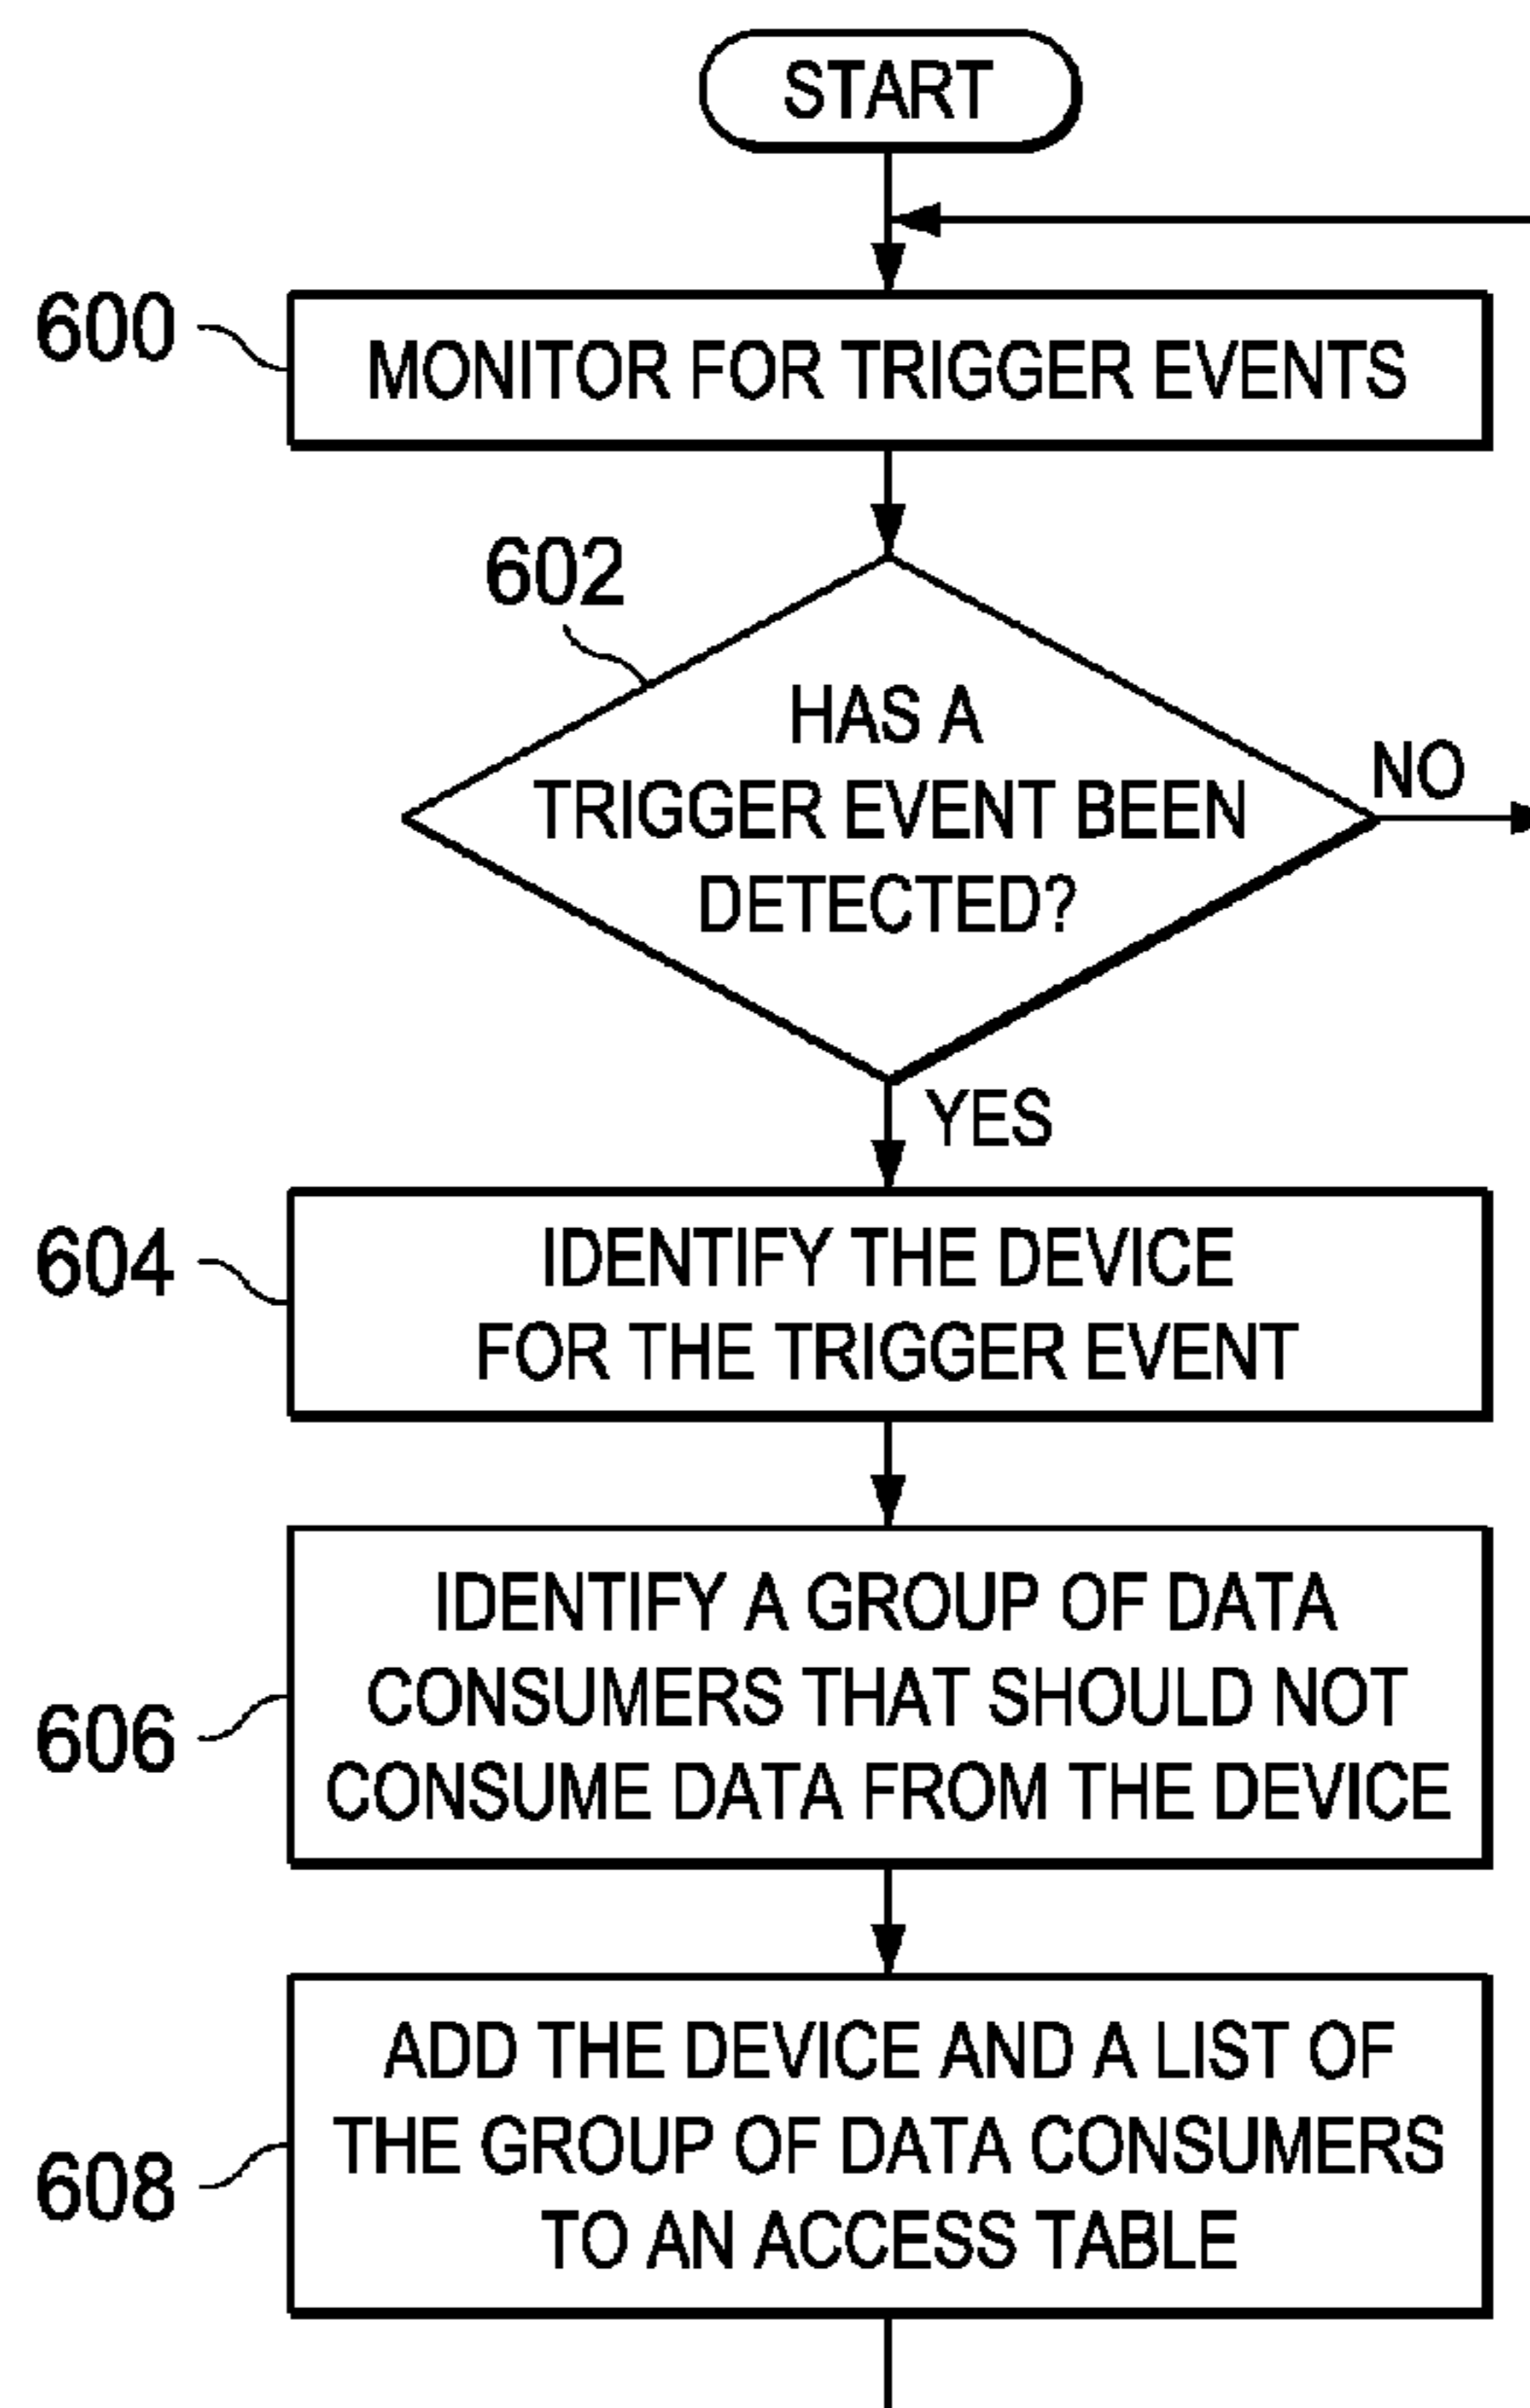 START
600
MONITOR FOR TRIGGER EVENTS
602
HAS A
TRIGGER EVENT BEEN
DETECTED?
NO
YES
604
IDENTIFY THE DEVICE
FOR THE TRIGGER EVENT
606
IDENTIFY A GROUP OF DATA
CONSUMERS THAT SHOULD NOT
CONSUME DATA FROM THE DEVICE
608
ADD THE DEVICE AND A LIST OF
THE GROUP OF DATA CONSUMERS
TO AN ACCESS TABLE